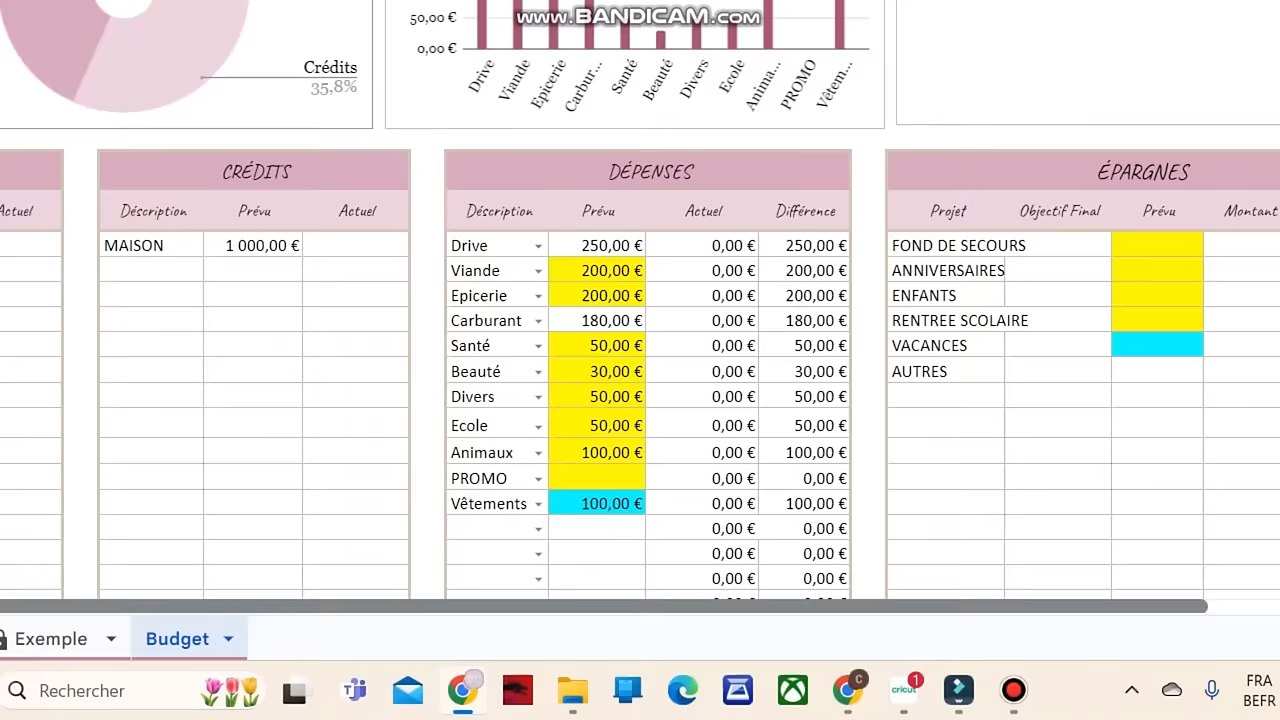 50,00 €
www.BANDICAM.com
0,00 €
Crédits
35,8%
Drive
Viande
Epicerie
Carbur...
Santé
Beauté
Divers
Ecole
Anima...
PROMO
Vêtem...
CRÉDITS
DÉPENSES
ÉPARGNES
Actuel
Déscription Prévu Actuel
Déscription Prévu Actuel Différence
Projet Objectif Final Prévu Montant
MAISON 1 000,00 €
Drive 250,00 € 0,00 € 250,00 €
Viande 200,00 € 0,00 € 200,00 €
Epicerie 200,00 € 0,00 € 200,00 €
Carburant 180,00 € 0,00 € 180,00 €
Santé 50,00 € 0,00 € 50,00 €
Beauté 30,00 € 0,00 € 30,00 €
Divers 50,00 € 0,00 € 50,00 €
Ecole 50,00 € 0,00 € 50,00 €
Animaux 100,00 € 0,00 € 100,00 €
PROMO 0,00 € 0,00 €
Vêtements 100,00 € 0,00 € 100,00 €
0,00 € 0,00 €
0,00 € 0,00 €
0,00 € 0,00 €
FOND DE SECOURS
ANNIVERSAIRES
ENFANTS
RENTREE SCOLAIRE
VACANCES
AUTRES
Exemple
Budget
Rechercher
C
cricut
1
FRA
BEFR